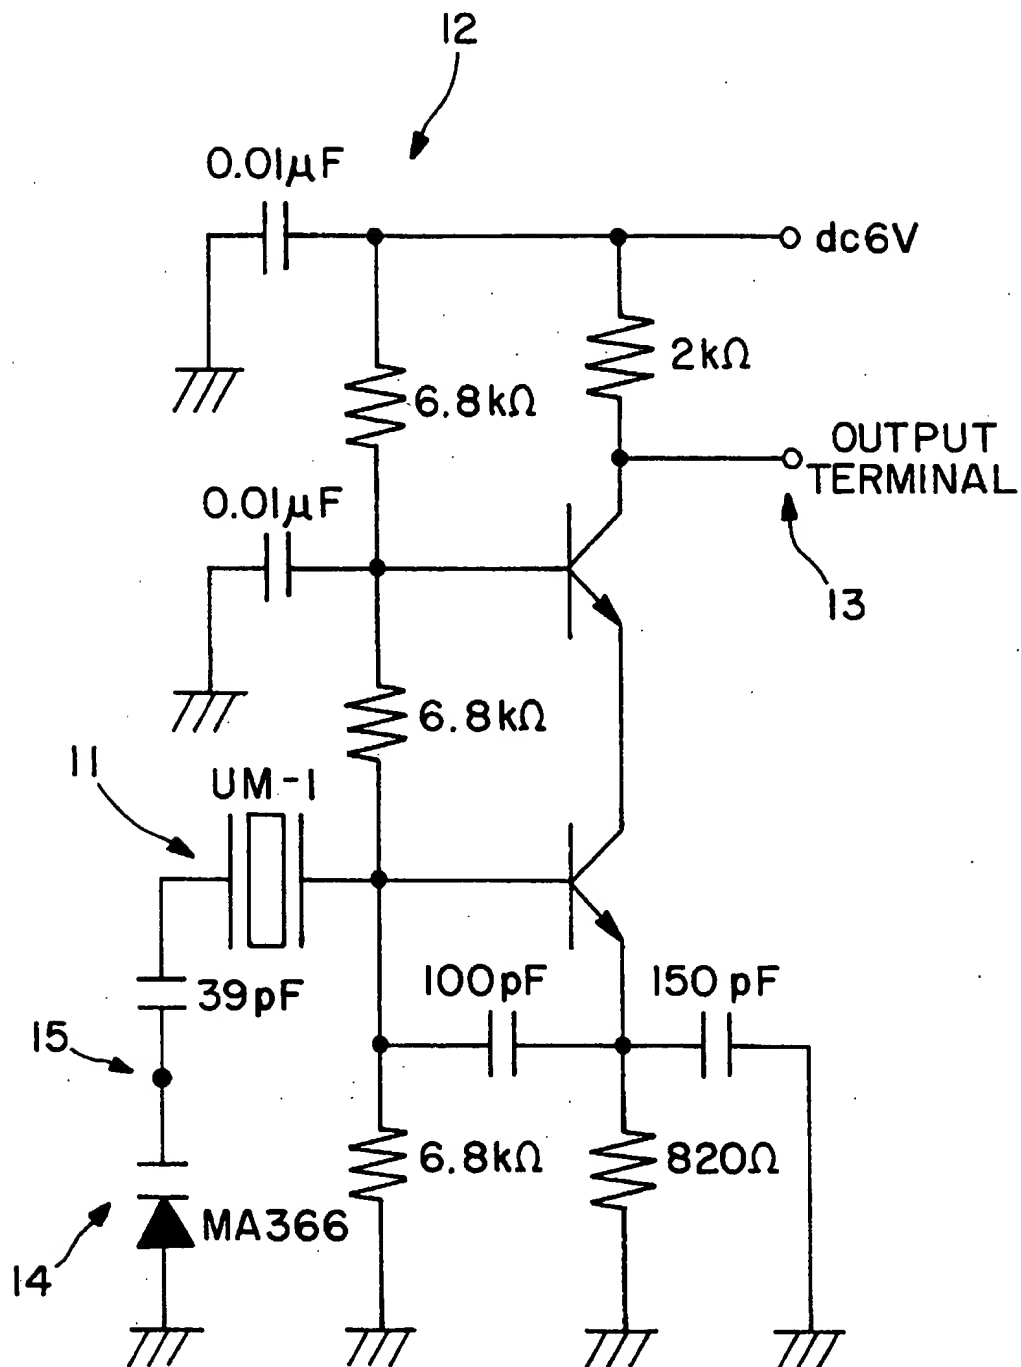 12
0.01μF
dc6V
2kΩ
6.8kΩ
OUTPUT
TERMINAL
0.01μF
13
6.8kΩ
11
UM-1
100pF
150pF
39pF
15
6.8kΩ
820Ω
MA366
14